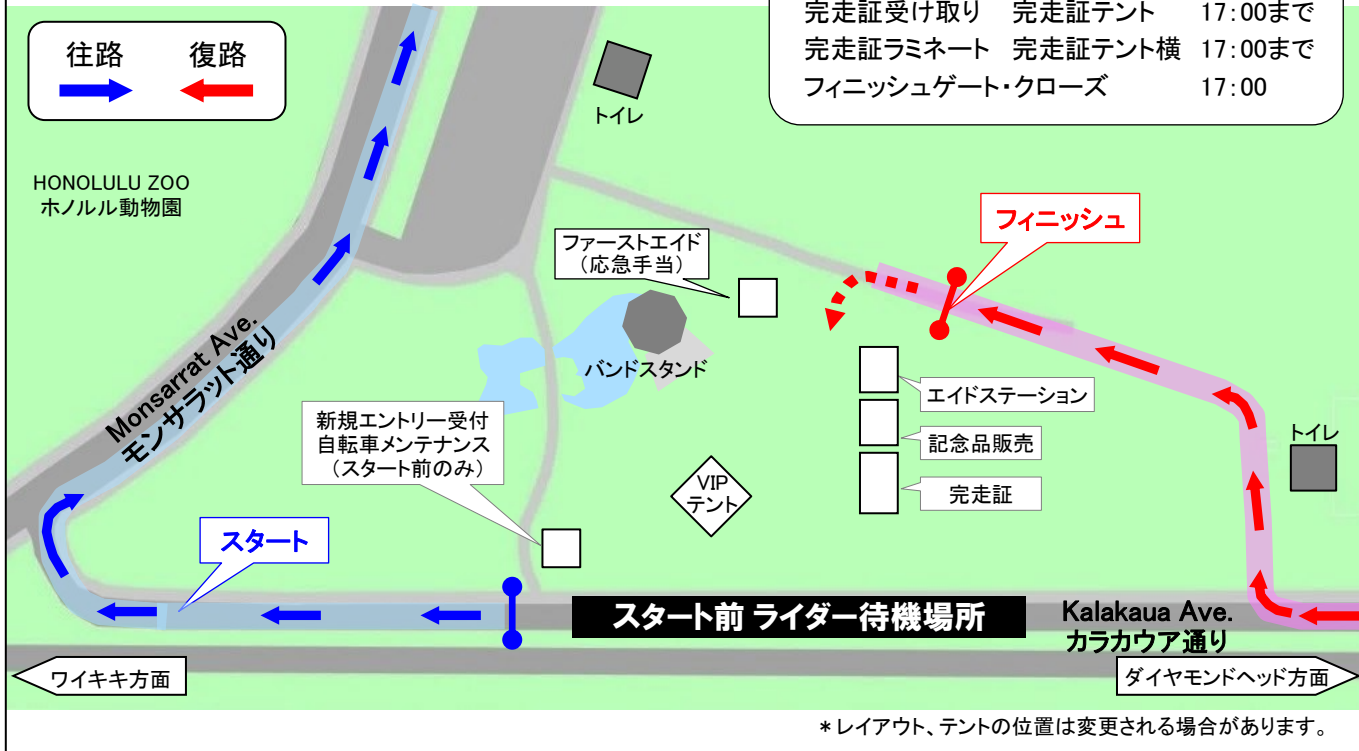 完走証受け取り 完走証テント 17:00まで
完走証ラミネート 完走証テント横 17:00まで
フィニッシュゲート・クローズ 17:00
往路 復路
トイレ
HONOLULU ZOO
ホノルル動物園
フィニッシュ
ファーストエイド
（応急手当）
バンドスタンド
Monsarrat Ave.
モンサラット通り
エイドステーション
新規エントリー受付
自転車メンテナンス
（スタート前のみ）
記念品販売
トイレ
VIP
テント
完走証
スタート
スタート前 ライダー待機場所
Kalakaua Ave.
カラカウア通り
ワイキキ方面
ダイヤモンドヘッド方面
＊レイアウト、テントの位置は変更される場合があります。